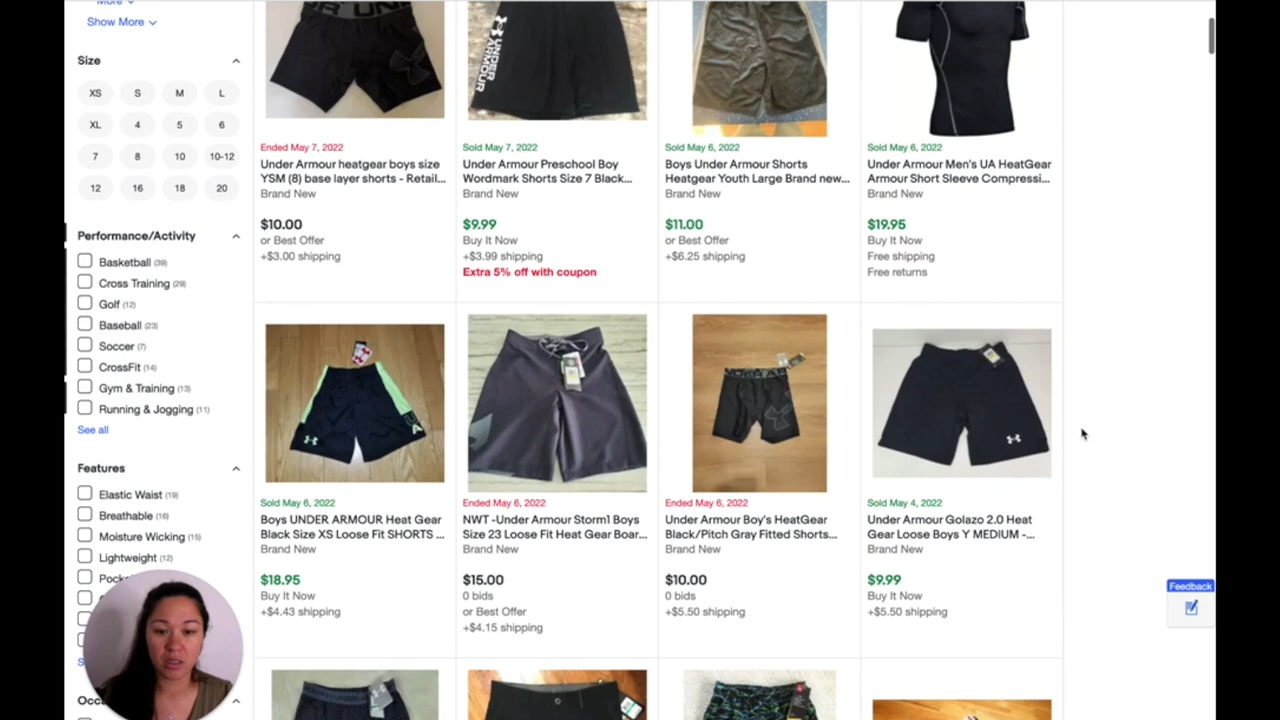 More
Show More
Size
XS S M L
XL 4 5 6
7 8 10 10-12
12 16 18 20
Performance/Activity
Basketball (39)
Cross Training (29)
Golf (12)
Baseball (23)
Soccer (7)
CrossFit (14)
Gym & Training (13)
Running & Jogging (11)
See all
Features
Elastic Waist (19)
Breathable (16)
Moisture Wicking (15)
Lightweight (12)
UNDER ARMOUR
Ended May 7, 2022
Under Armour heatgear boys size
YSM (8) base layer shorts - Retail...
Brand New
$10.00
or Best Offer
+$3.00 shipping
Sold May 7, 2022
Under Armour Preschool Boy
Wordmark Shorts Size 7 Black...
Brand New
$9.99
Buy It Now
+$3.99 shipping
Extra 5% off with coupon
Sold May 6, 2022
Boys Under Armour Shorts
Heatgear Youth Large Brand new...
Brand New
$11.00
or Best Offer
+$6.25 shipping
Sold May 6, 2022
Under Armour Men's UA HeatGear
Armour Short Sleeve Compressi...
Brand New
$19.95
Buy It Now
Free shipping
Free returns
Sold May 6, 2022
Boys UNDER ARMOUR Heat Gear
Black Size XS Loose Fit SHORTS ...
Brand New
$18.95
Buy It Now
+$4.43 shipping
Ended May 6, 2022
NWT -Under Armour Storm1 Boys
Size 23 Loose Fit Heat Gear Boar...
Brand New
$15.00
0 bids
or Best Offer
+$4.15 shipping
Ended May 6, 2022
Under Armour Boy's HeatGear
Black/Pitch Gray Fitted Shorts...
Brand New
$10.00
0 bids
+$5.50 shipping
Sold May 4, 2022
Under Armour Golazo 2.0 Heat
Gear Loose Boys Y MEDIUM -...
Brand New
$9.99
Buy It Now
+$5.50 shipping
Feedback